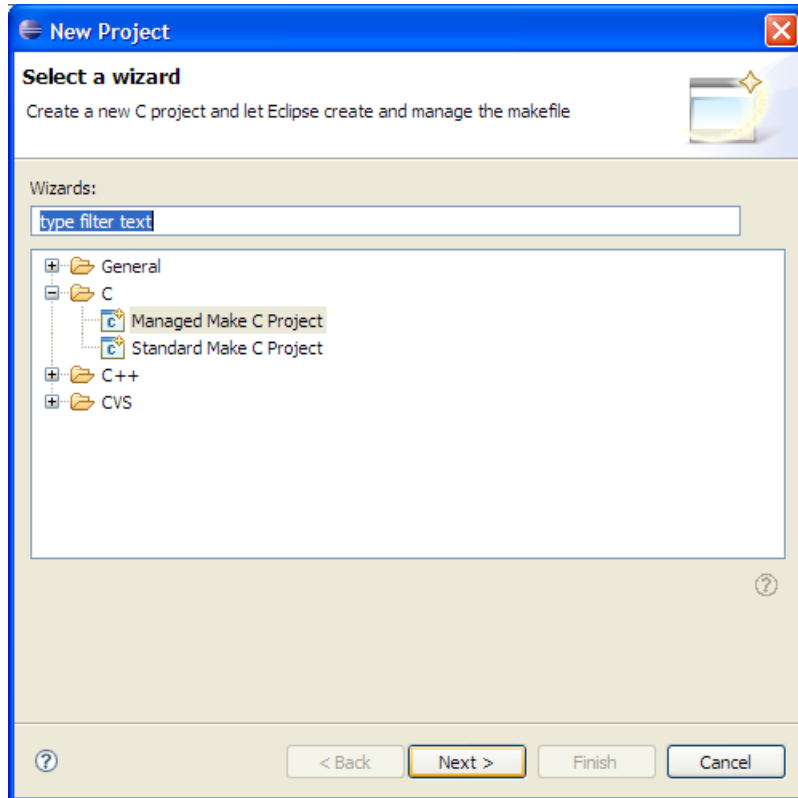 New Project
Select a wizard
Create a new C project and let Eclipse create and manage the makefile
Wizards:
type filter text
General
C
Managed Make C Project
Standard Make C Project
C++
CVS
< Back Next > Finish Cancel